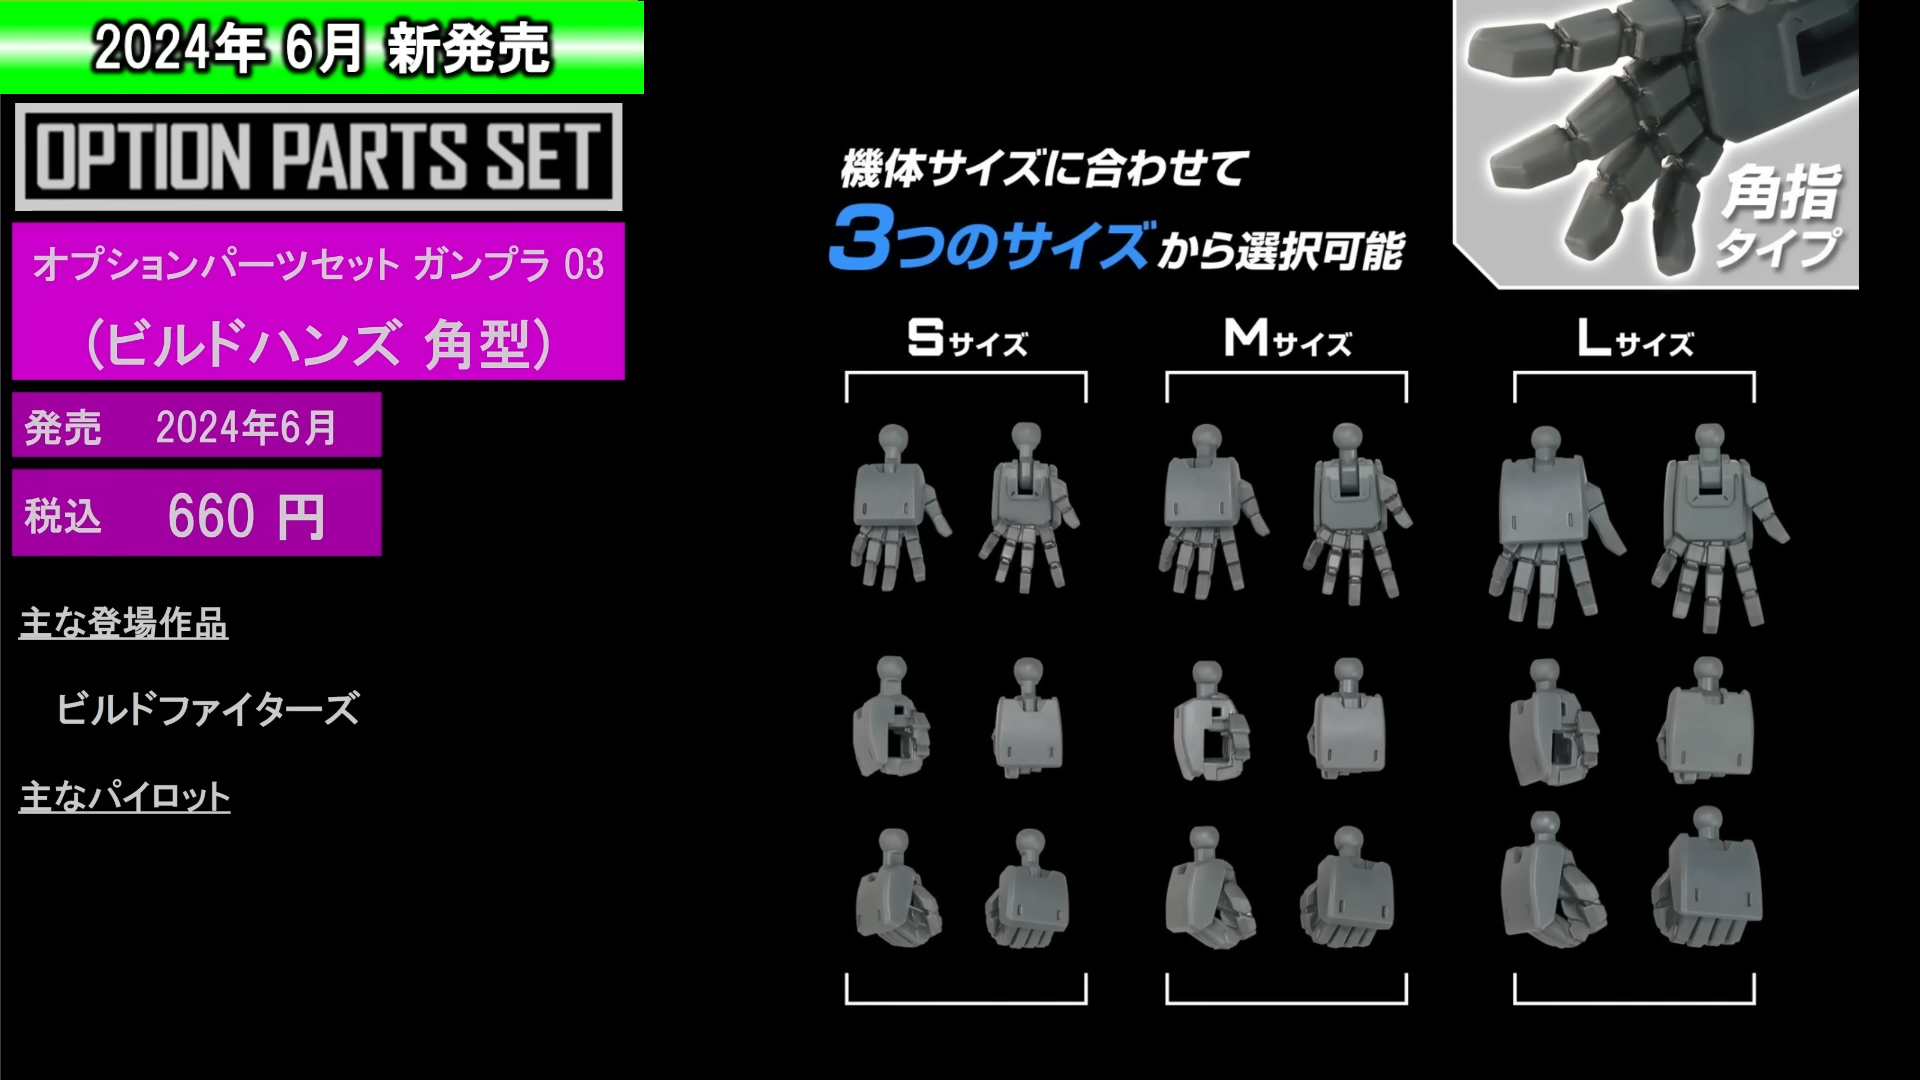 2024年 6月 新発売
OPTION PARTS SET
オプションパーツセット ガンプラ 03
(ビルドハンズ 角型)
発売 2024年6月
税込 660 円
主な登場作品
ビルドファイターズ
主なパイロット
機体サイズに合わせて
3つのサイズから選択可能
角指
タイプ
Sサイズ
Mサイズ
Lサイズ